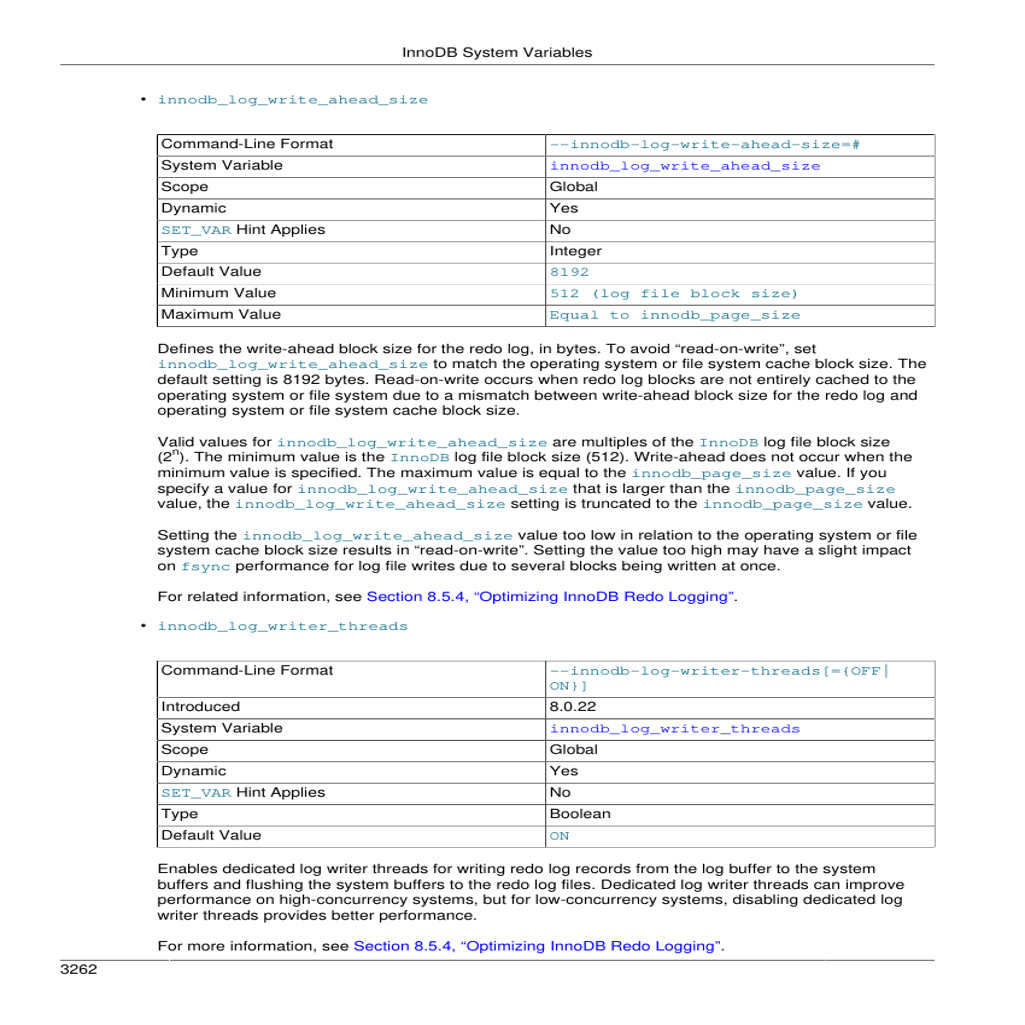 InnoDB System Variables
• innodb_log_write_ahead_size
Command-Line Format --innodb-log-write-ahead-size=#
System Variable innodb_log_write_ahead_size
Scope Global
Dynamic Yes
SET_VAR Hint Applies No
Type Integer
Default Value 8192
Minimum Value 512 (log file block size)
Maximum Value Equal to innodb_page_size
Defines the write-ahead block size for the redo log, in bytes. To avoid “read-on-write”, set
innodb_log_write_ahead_size to match the operating system or file system cache block size. The
default setting is 8192 bytes. Read-on-write occurs when redo log blocks are not entirely cached to the
operating system or file system due to a mismatch between write-ahead block size for the redo log and
operating system or file system cache block size.
Valid values for innodb_log_write_ahead_size are multiples of the InnoDB log file block size
(2ⁿ). The minimum value is the InnoDB log file block size (512). Write-ahead does not occur when the
minimum value is specified. The maximum value is equal to the innodb_page_size value. If you
specify a value for innodb_log_write_ahead_size that is larger than the innodb_page_size
value, the innodb_log_write_ahead_size setting is truncated to the innodb_page_size value.
Setting the innodb_log_write_ahead_size value too low in relation to the operating system or file
system cache block size results in “read-on-write”. Setting the value too high may have a slight impact
on fsync performance for log file writes due to several blocks being written at once.
For related information, see Section 8.5.4, “Optimizing InnoDB Redo Logging”.
• innodb_log_writer_threads
Command-Line Format --innodb-log-writer-threads[={OFF|
ON}]
Introduced 8.0.22
System Variable innodb_log_writer_threads
Scope Global
Dynamic Yes
SET_VAR Hint Applies No
Type Boolean
Default Value ON
Enables dedicated log writer threads for writing redo log records from the log buffer to the system
buffers and flushing the system buffers to the redo log files. Dedicated log writer threads can improve
performance on high-concurrency systems, but for low-concurrency systems, disabling dedicated log
writer threads provides better performance.
For more information, see Section 8.5.4, “Optimizing InnoDB Redo Logging”.
3262